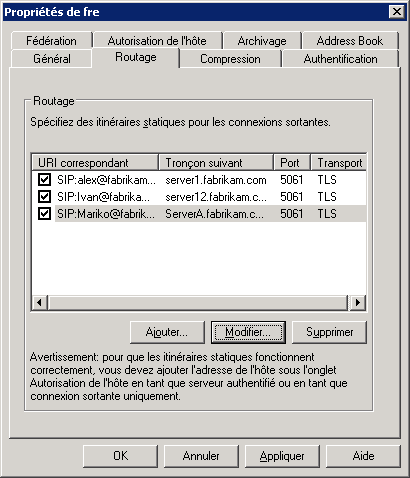 Propriétés de fre
Fédération Autorisation de l'hôte Archivage Address Book
Général Routage Compression Authentification
Routage
Spécifiez des itinéraires statiques pour les connexions sortantes.
URI correspondant Tronçon suivant Port Transport
SIP:alex@fabrikam... server1.fabrikam.com 5061 TLS
SIP:Ivan@fabrikam... server12.fabrikam.c... 5061 TLS
SIP:Mariko@fabrik... ServerA.fabrikam.c... 5061 TLS
Ajouter... Modifier... Supprimer
Avertissement: pour que les itinéraires statiques fonctionnent
correctement, vous devez ajouter l'adresse de l'hôte sous l'onglet
Autorisation de l'hôte en tant que serveur authentifié ou en tant que
connexion sortante uniquement.
OK Annuler Appliquer Aide